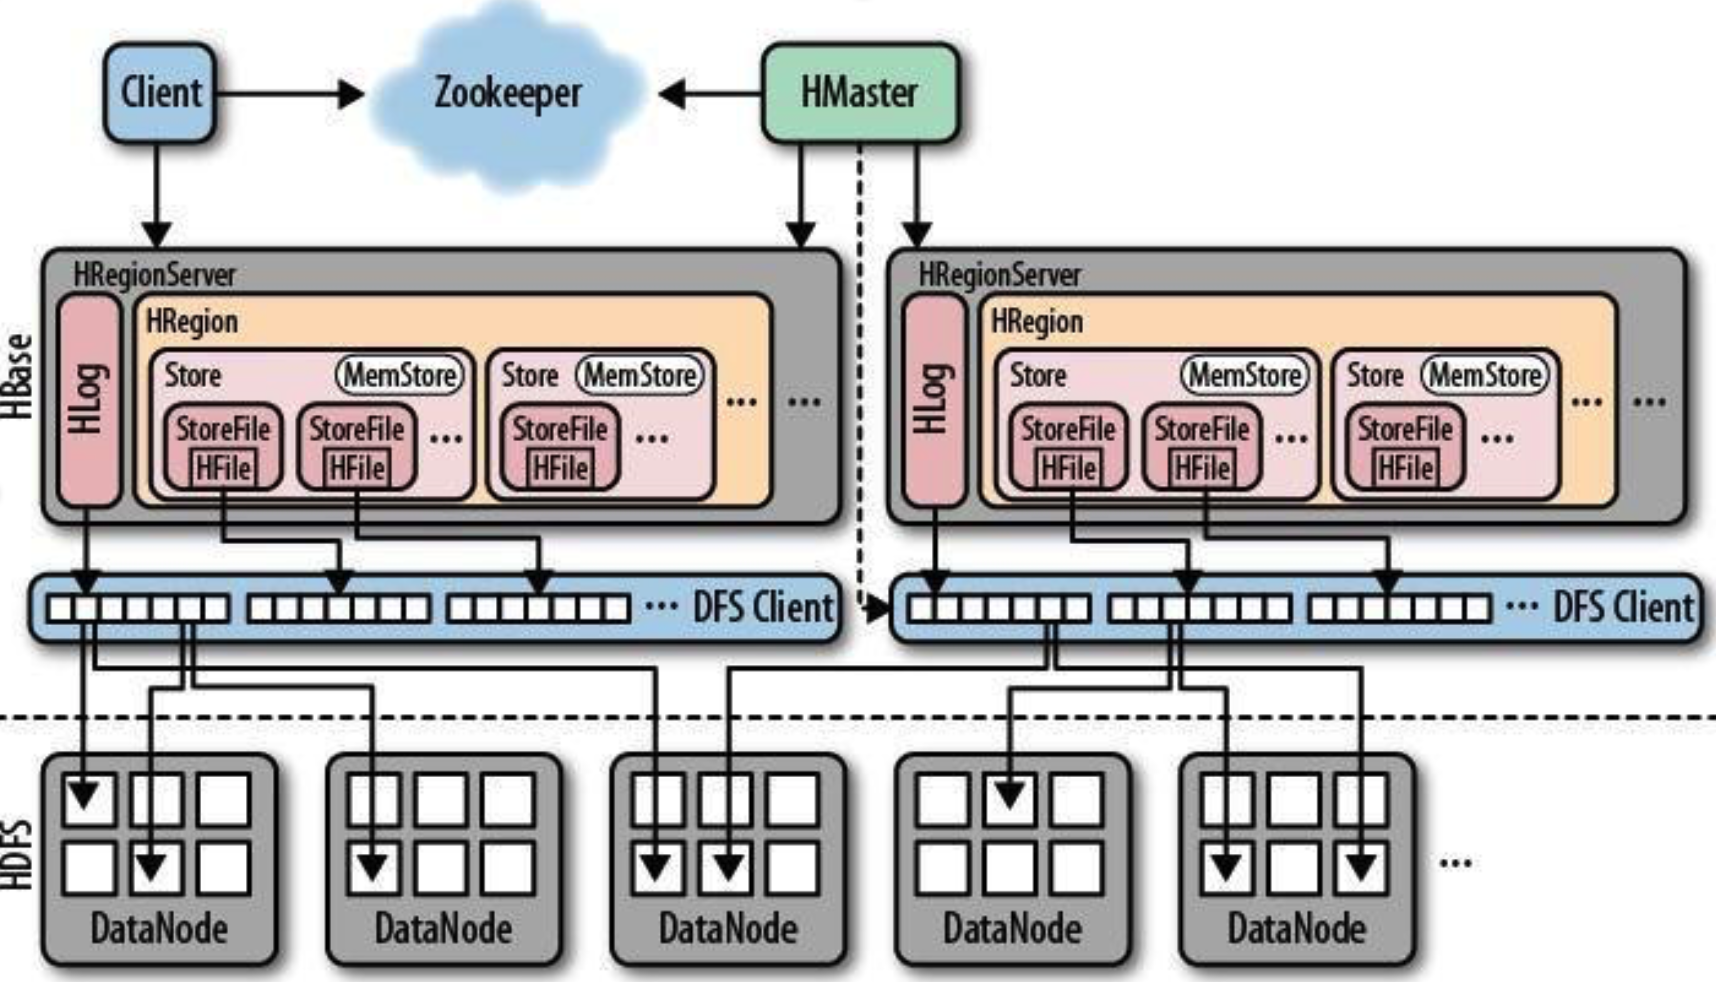 Client
Zookeeper
HMaster
HBase
HRegionServer
HLog
HRegion
Store
MemStore
StoreFile
HFile
StoreFile
HFile
...
Store
MemStore
StoreFile
HFile
...
...
...
HRegionServer
HLog
HRegion
Store
MemStore
StoreFile
HFile
StoreFile
HFile
...
Store
MemStore
StoreFile
HFile
...
...
...
... DFS Client
... DFS Client
HDFS
DataNode
DataNode
DataNode
DataNode
DataNode
...